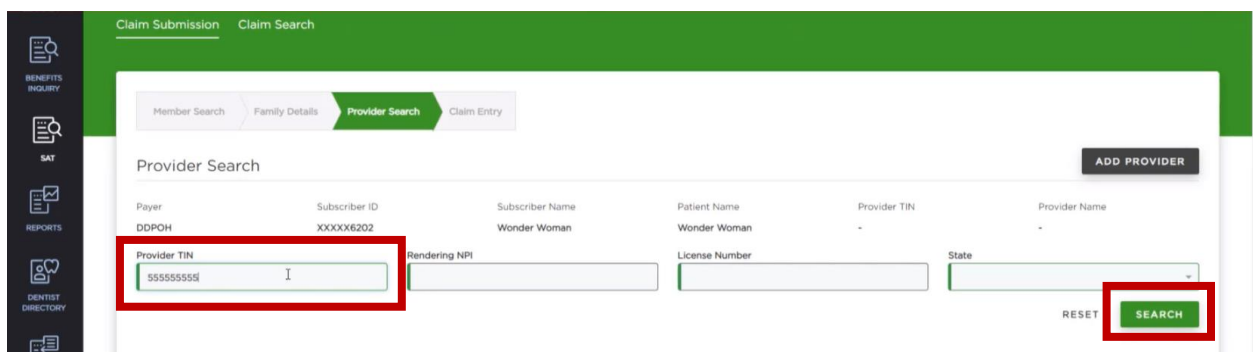 Claim Submission Claim Search
BENEFITS
INQUIRY
SAT
REPORTS
DENTIST
DIRECTORY
Member Search Family Details Provider Search Claim Entry
Provider Search ADD PROVIDER
Payer Subscriber ID Subscriber Name Patient Name Provider TIN Provider Name
DDPOH XXXXX6202 Wonder Woman Wonder Woman - -
Provider TIN Rendering NPI License Number State
555555555
RESET SEARCH